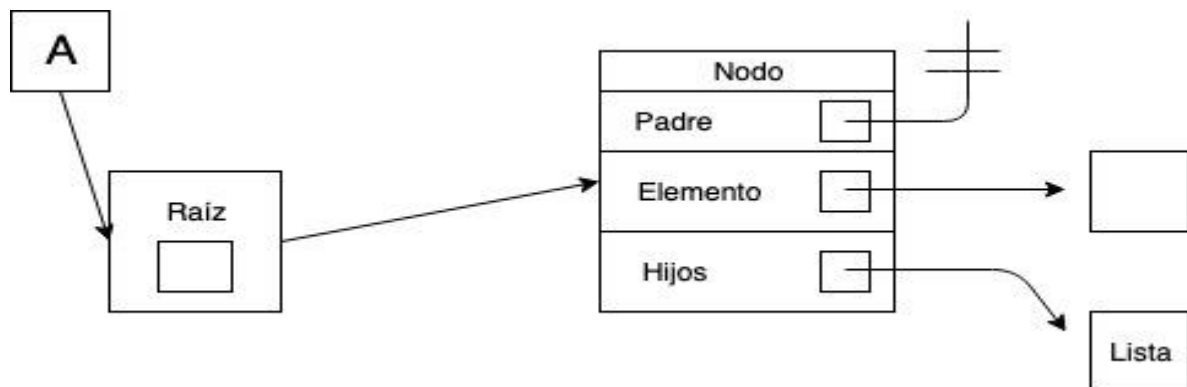 A
Raíz
Nodo
Padre
Elemento
Hijos
Lista